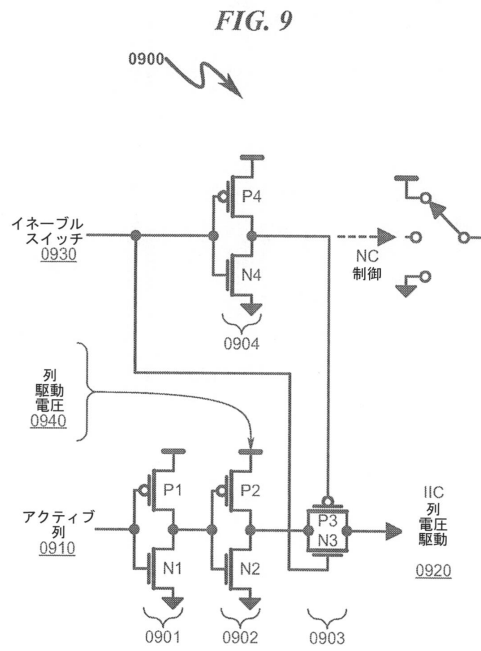 FIG. 9
0900
イネーブル
スイッチ
0930
P4
N4
0904
NC
制御
列
駆動
電圧
0940
P1
P2
アクティブ
列
0910
N1
N2
P3
N3
IIC
列
電圧
駆動
0920
0901
0902
0903